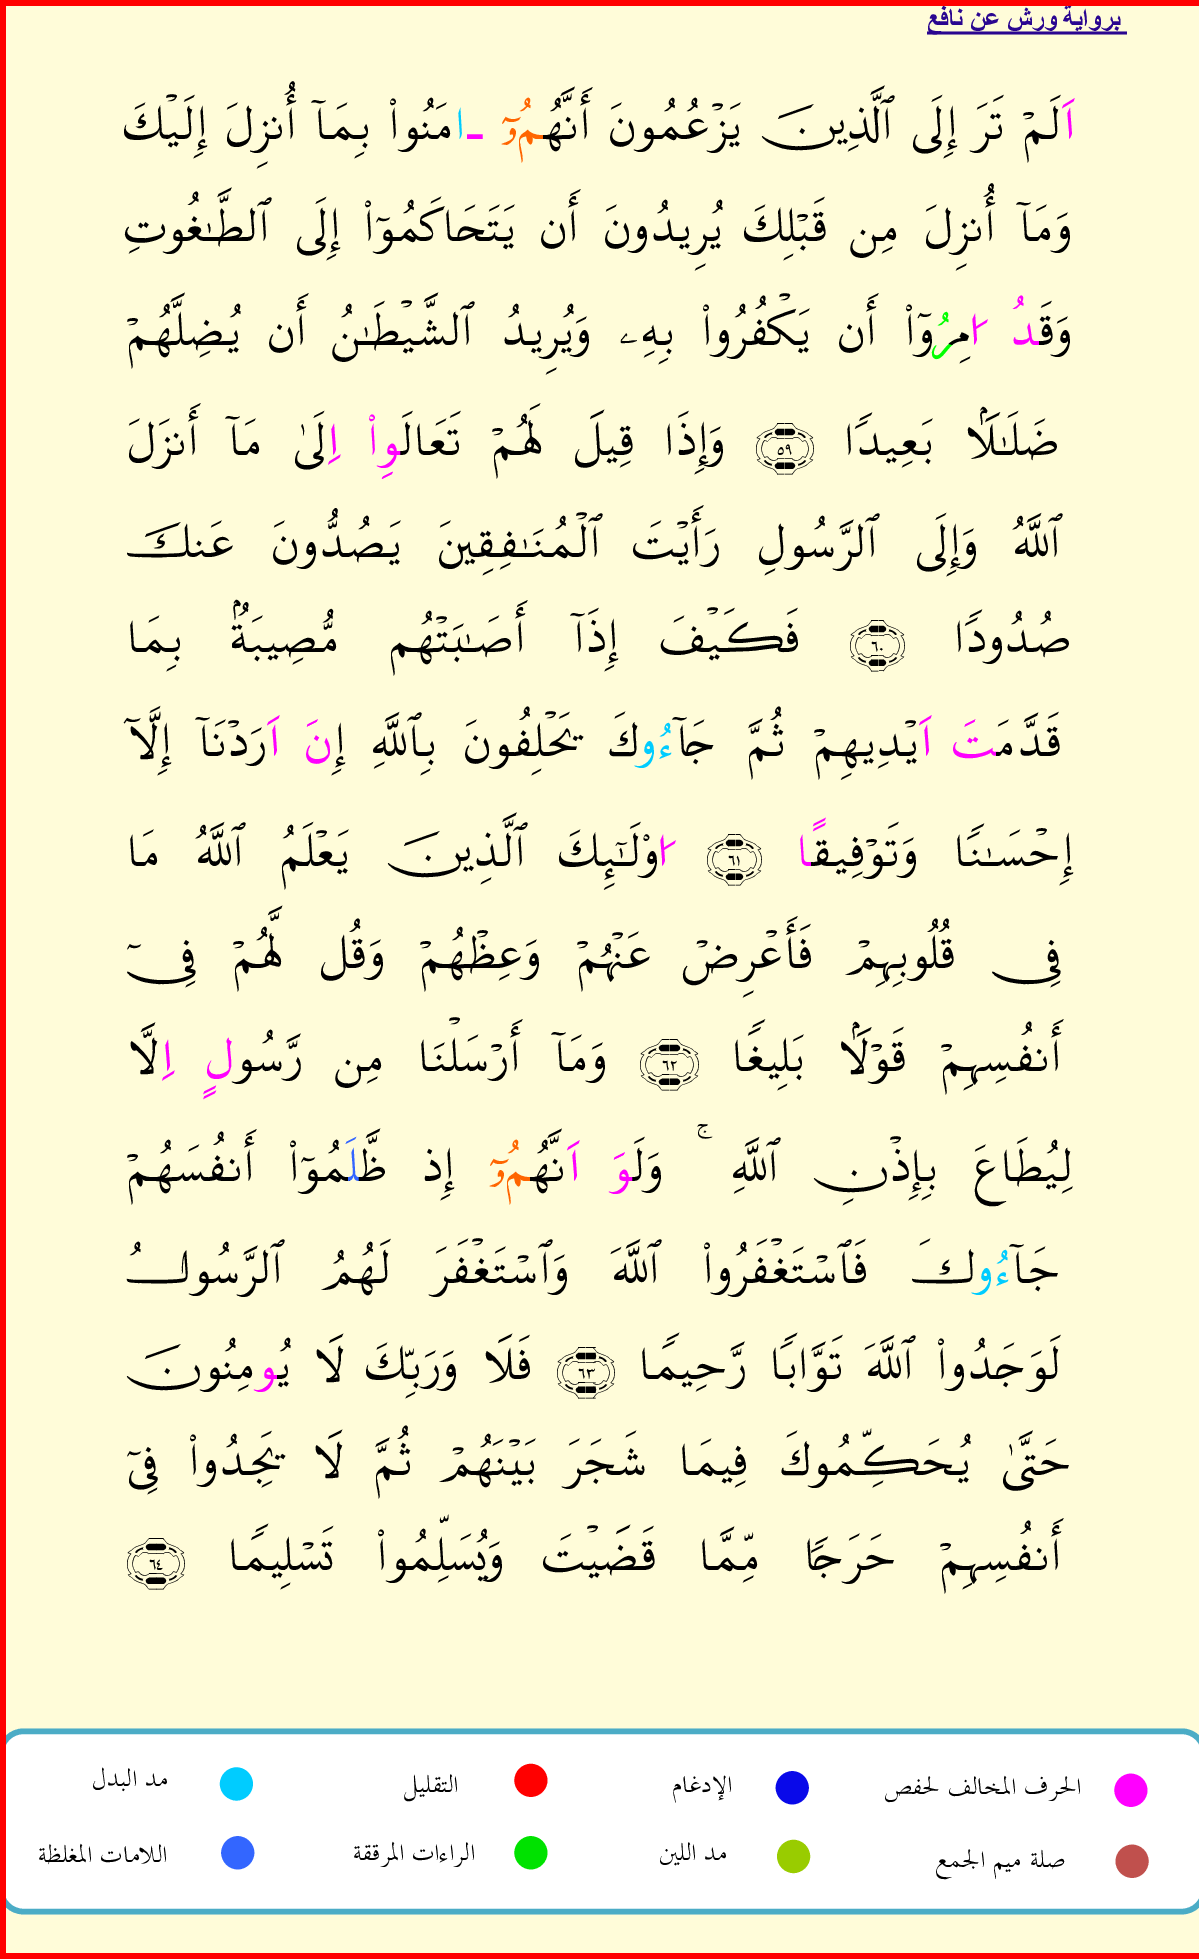 برواية ورش عن نافع
اَلَمْ تَرَ إِلَى ٱلَّذِينَ يَزْعُمُونَ أَنَّهُمُۥٓ ءَامَنُواْ بِمَآ أُنزِلَ إِلَيْكَ
وَمَآ أُنزِلَ مِن قَبْلِكَ يُرِيدُونَ أَن يَتَحَاكَمُوٓاْ إِلَى ٱلطَّٰغُوتِ
وَقَدُ ا۟مِرُوٓاْ أَن يَكْفُرُواْ بِهِۦ وَيُرِيدُ ٱلشَّيْطَٰنُ أَن يُضِلَّهُمْ
ضَلَٰلَاۢ بَعِيدًا ٥٩ وَإِذَا قِيلَ لَهُمْ تَعَالَوِاْ اِلَىٰ مَآ أَنزَلَ
ٱللَّهُ وَإِلَى ٱلرَّسُولِ رَأَيْتَ ٱلْمُنَٰفِقِينَ يَصُدُّونَ عَنكَ
صُدُودًا ٦٠ فَكَيْفَ إِذَآ أَصَٰبَتْهُم مُّصِيبَةُۢ بِمَا
قَدَّمَتَ اَيْدِيهِمْ ثُمَّ جَآءُوكَ يَحْلِفُونَ بِٱللَّهِ إِنَ اَرَدْنَآ إِلَّآ
إِحْسَٰنًا وَتَوْفِيقًا ٦١ ا۟وْلَٰٓئِكَ ٱلَّذِينَ يَعْلَمُ ٱللَّهُ مَا
فِى قُلُوبِهِمْ فَأَعْرِضْ عَنْهُمْ وَعِظْهُمْ وَقُل لَّهُمْ فِىٓ
أَنفُسِهِمْ قَوْلَاۢ بَلِيغًا ٦٢ وَمَآ أَرْسَلْنَا مِن رَّسُولٍ اِلَّا
لِيُطَاعَ بِإِذْنِ ٱللَّهِ ۚ وَلَوَ اَنَّهُمُۥٓ إِذ ظَّلَمُوٓاْ أَنفُسَهُمْ
جَآءُوكَ فَٱسْتَغْفَرُواْ ٱللَّهَ وَٱسْتَغْفَرَ لَهُمُ ٱلرَّسُولُ
لَوَجَدُواْ ٱللَّهَ تَوَّابًا رَّحِيمًا ٦٣ فَلَا وَرَبِّكَ لَا يُومِنُونَ
حَتَّىٰ يُحَكِّمُوكَ فِيمَا شَجَرَ بَيْنَهُمْ ثُمَّ لَا يَجِدُواْ فِىٓ
أَنفُسِهِمْ حَرَجًا مِّمَّا قَضَيْتَ وَيُسَلِّمُواْ تَسْلِيمًا ٦٤
الحرف المخالف لحفص الإدغام التقليل مد البدل
صلة ميم الجمع مد اللين الراءات المرققة اللامات المغلظة